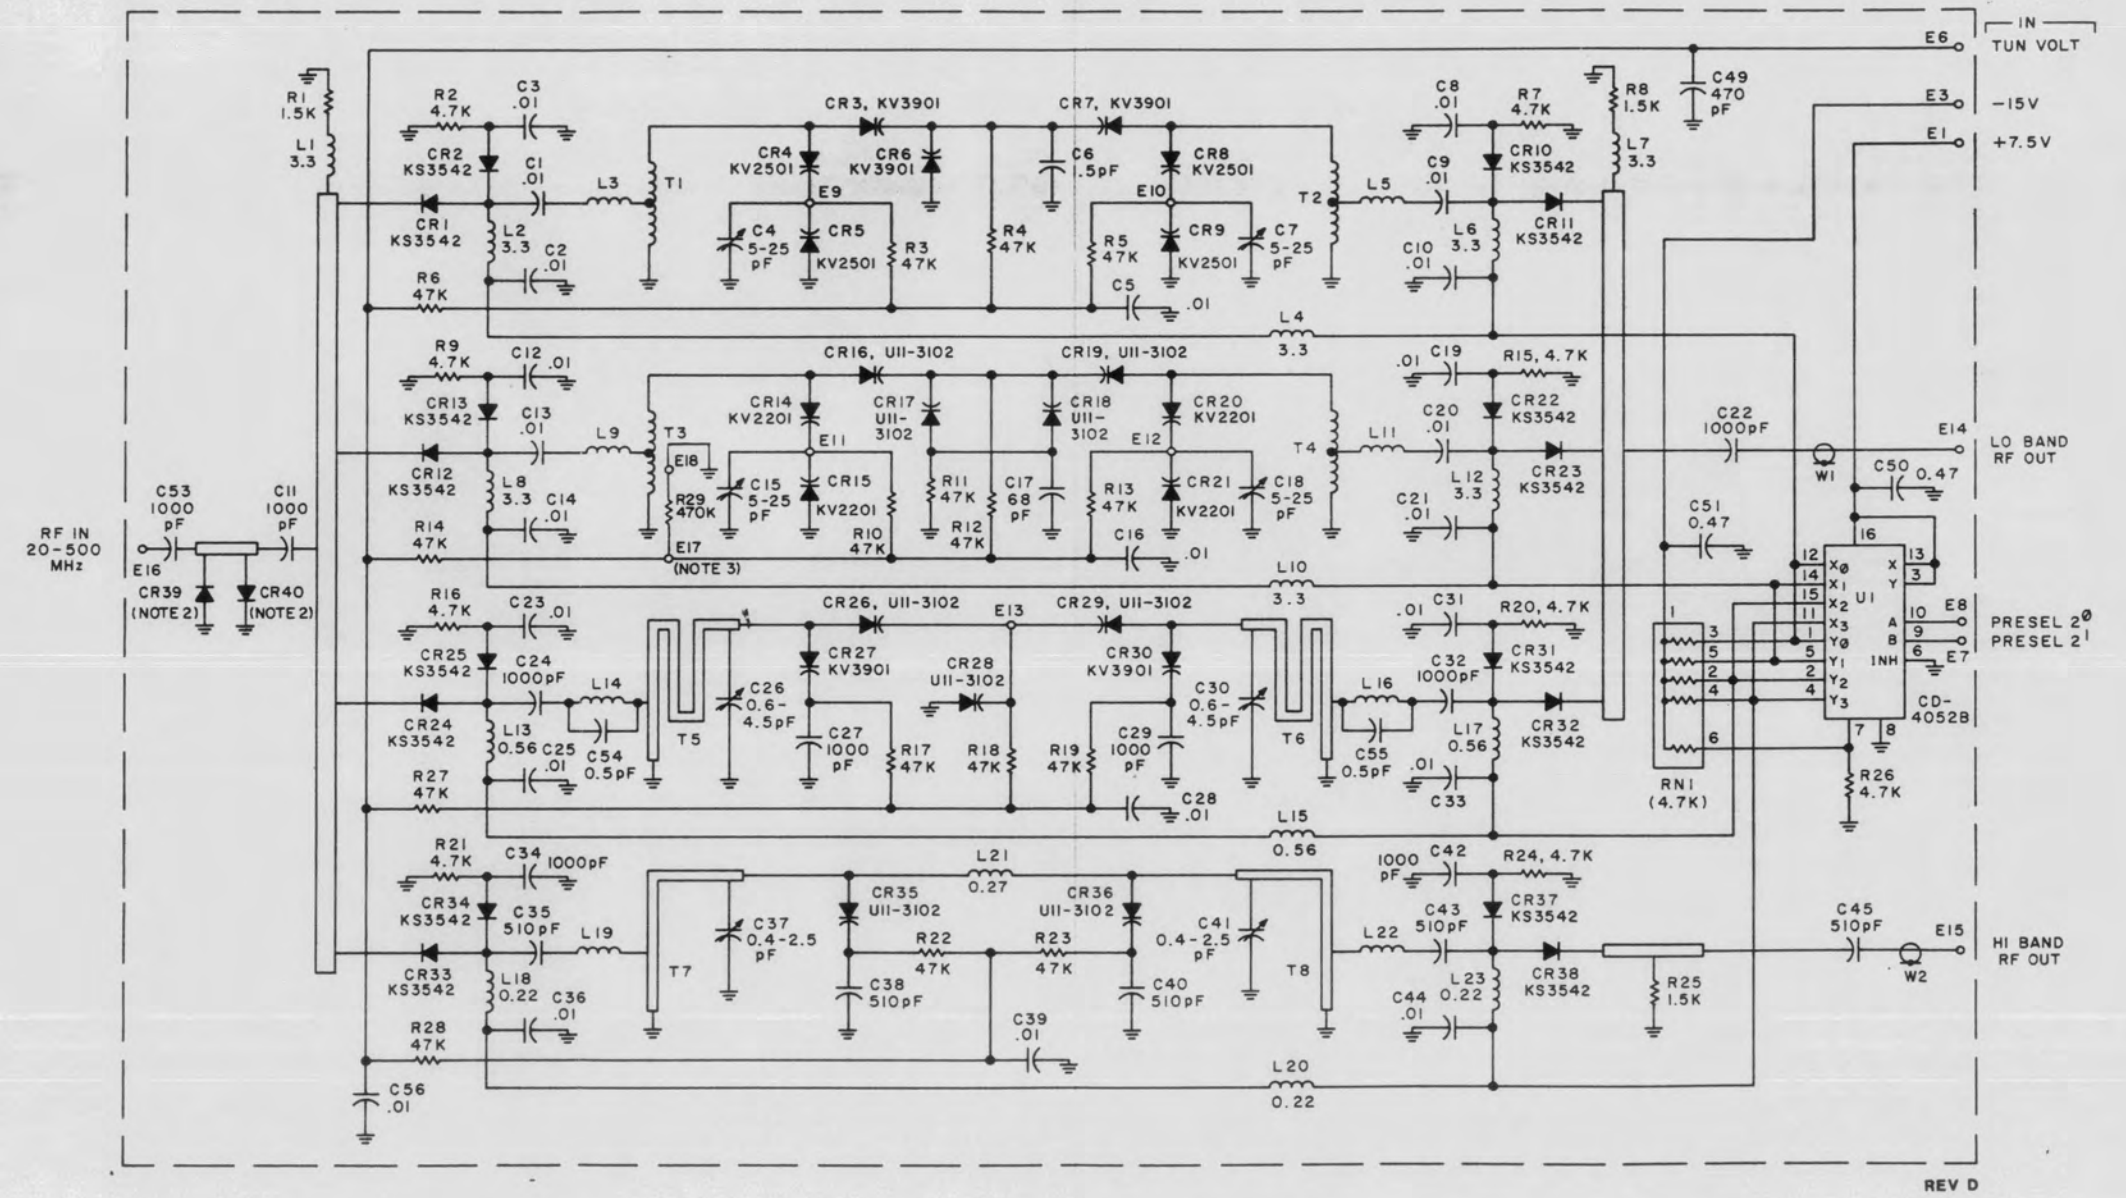 IN
E6
TUN VOLT
C49
470
pF
E3
-15V
E1
+7.5V
R1
1.5K
L1
3.3
R2
4.7K
C3
.01
CR2
KS3542
C1
.01
CR1
KS3542
L2
3.3
C2
.01
L3
T1
R6
47K
CR3, KV3901
CR4
KV2501
CR6
KV3901
E9
C4
5-25
pF
CR5
KV2501
R3
47K
R4
47K
CR7, KV3901
C6
1.5pF
CR8
KV2501
E10
R5
47K
CR9
KV2501
C7
5-25
pF
C5
.01
T2
L5
C8
.01
R7
4.7K
C9
.01
CR10
KS3542
CR11
KS3542
C10
.01
L6
3.3
R8
1.5K
L7
3.3
L4
3.3
R9
4.7K
C12
.01
CR13
KS3542
C13
.01
CR12
KS3542
L8
3.3
C14
.01
L9
T3
E18
R29
470K
E17
(NOTE 3)
R14
47K
CR16, U11-3102
CR14
KV2201
CR17
U11-
3102
E11
C15
5-25
pF
CR15
KV2201
R10
47K
R11
47K
R12
47K
CR19, U11-3102
CR18
U11-
3102
C17
68
pF
CR20
KV2201
E12
R13
47K
CR21
KV2201
C18
5-25
pF
C16
.01
T4
L11
C19
.01
R15, 4.7K
C20
.01
CR22
KS3542
CR23
KS3542
C21
.01
L12
3.3
L10
3.3
C22
1000pF
W1
E14
LO BAND
RF OUT
C50
0.47
C51
0.47
RF IN
20-500
MHz
E16
C53
1000
pF
C11
1000
pF
CR39
(NOTE 2)
CR40
(NOTE 2)
R16
4.7K
C23
.01
CR25
KS3542
C24
1000pF
CR24
KS3542
L13
0.56
C25
.01
L14
C54
0.5pF
T5
R27
47K
C26
0.6-
4.5pF
CR26, U11-3102
CR27
KV3901
C27
1000
pF
R17
47K
E13
CR28
U11-3102
R18
47K
CR29, U11-3102
CR30
KV3901
R19
47K
C29
1000
pF
C28
.01
C30
0.6-
4.5pF
T6
L16
C55
0.5pF
C31
.01
R20, 4.7K
C32
1000pF
CR31
KS3542
CR32
KS3542
L17
0.56
.01
C33
L15
0.56
16
12 X0
14 X1
15 X2
11 X3
1 Y0
5 Y1
2 Y2
4 Y3
U1
13 X
3 Y
10 A
9 B
6 INH
7
8
CD-
4052B
E8
PRESEL 2⁰
PRESEL 2¹
E7
1
3
5
2
4
6
RN1
(4.7K)
R26
4.7K
R21
4.7K
C34
1000pF
CR34
KS3542
C35
510pF
CR33
KS3542
L18
0.22
C36
.01
L19
T7
R28
47K
C37
0.4-2.5
pF
CR35
U11-3102
C38
510pF
R22
47K
L21
0.27
R23
47K
CR36
U11-3102
C40
510pF
C39
.01
C41
0.4-2.5
pF
T8
L22
1000
pF
C42
R24, 4.7K
C43
510pF
CR37
KS3542
CR38
KS3542
C44
.01
L23
0.22
R25
1.5K
C45
510pF
W2
E15
HI BAND
RF OUT
L20
0.22
C56
.01
REV D